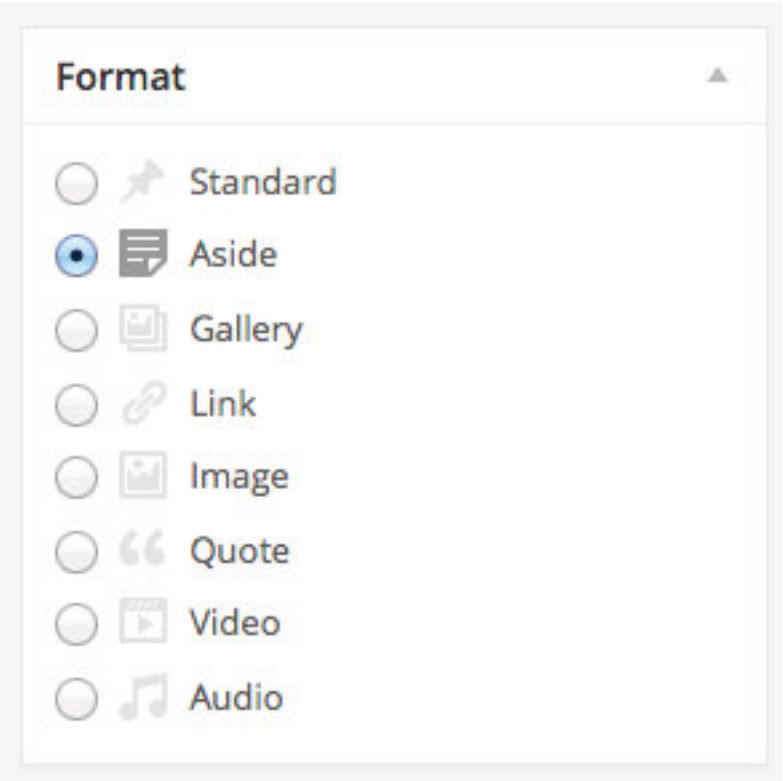 Format
Standard
Aside
Gallery
Link
Image
Quote
Video
Audio